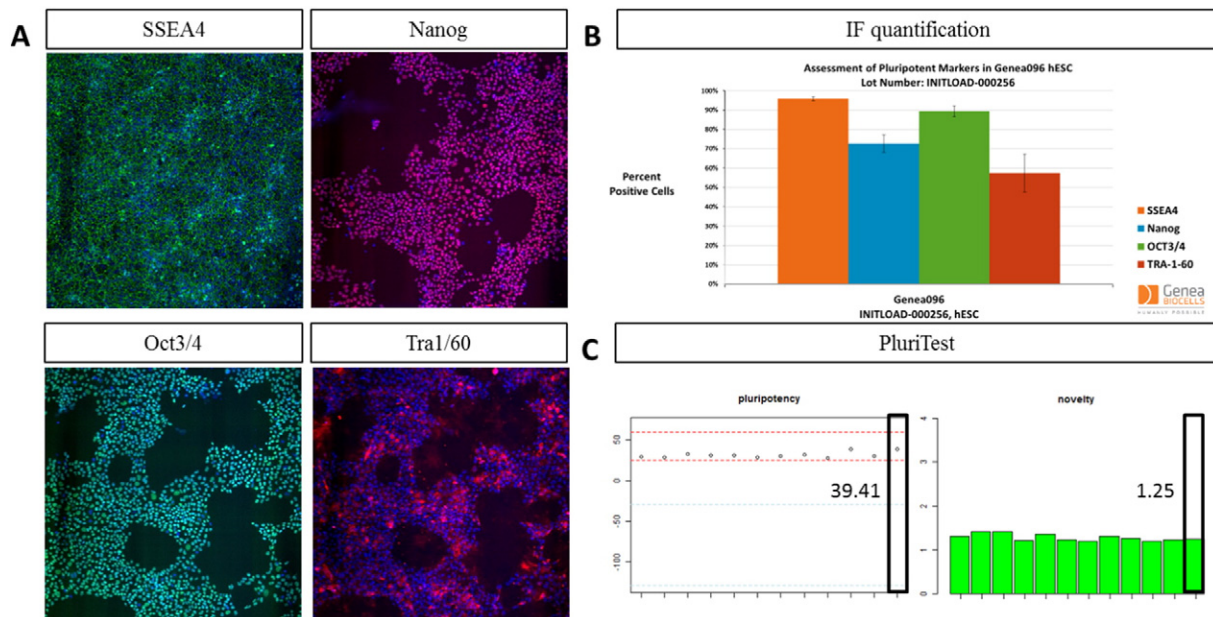 A
SSEA4
Nanog
Oct3/4
Tra1/60
B
IF quantification
Assessment of Pluripotent Markers in Genea096 hESC
Lot Number: INITLOAD-000256
100%
90%
80%
70%
60%
50%
40%
30%
20%
10%
0%
Percent
Positive Cells
SSEA4
Nanog
OCT3/4
TRA-1-60
Genea096
INITLOAD-000256, hESC
Genea
BIOCELLS
HUMANLY POSSIBLE
C
PluriTest
pluripotency
50
0
-50
-100
39.41
novelty
4
3
2
1
0
1.25